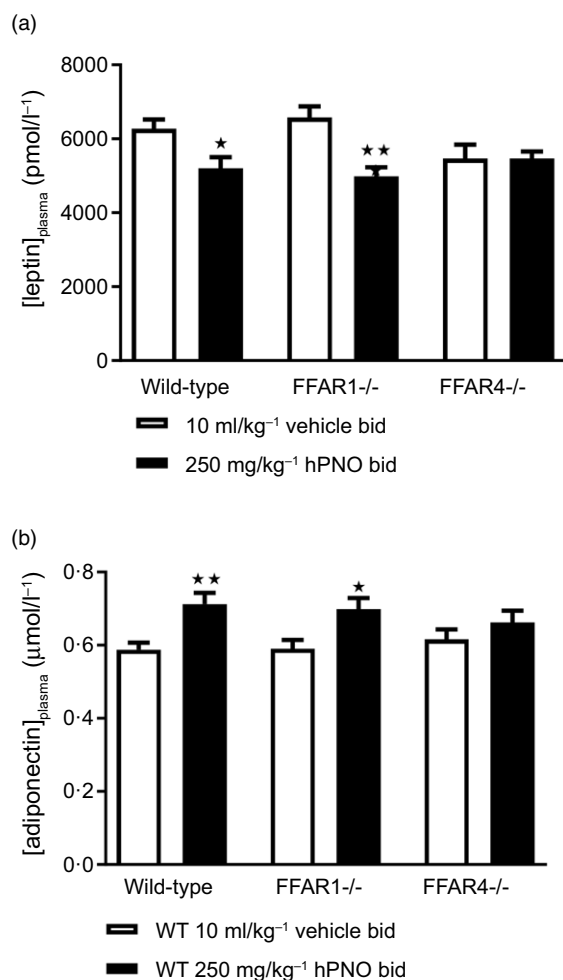 (a)
[leptin]plasma (pmol/l⁻¹)
8000
6000
4000
2000
0
★
★★
Wild-type FFAR1-/- FFAR4-/-
10 ml/kg⁻¹ vehicle bid
250 mg/kg⁻¹ hPNO bid
(b)
[adiponectin]plasma (μmol/l⁻¹)
0·8
0·6
0·4
0·2
0·0
★★
★
Wild-type FFAR1-/- FFAR4-/-
WT 10 ml/kg⁻¹ vehicle bid
WT 250 mg/kg⁻¹ hPNO bid